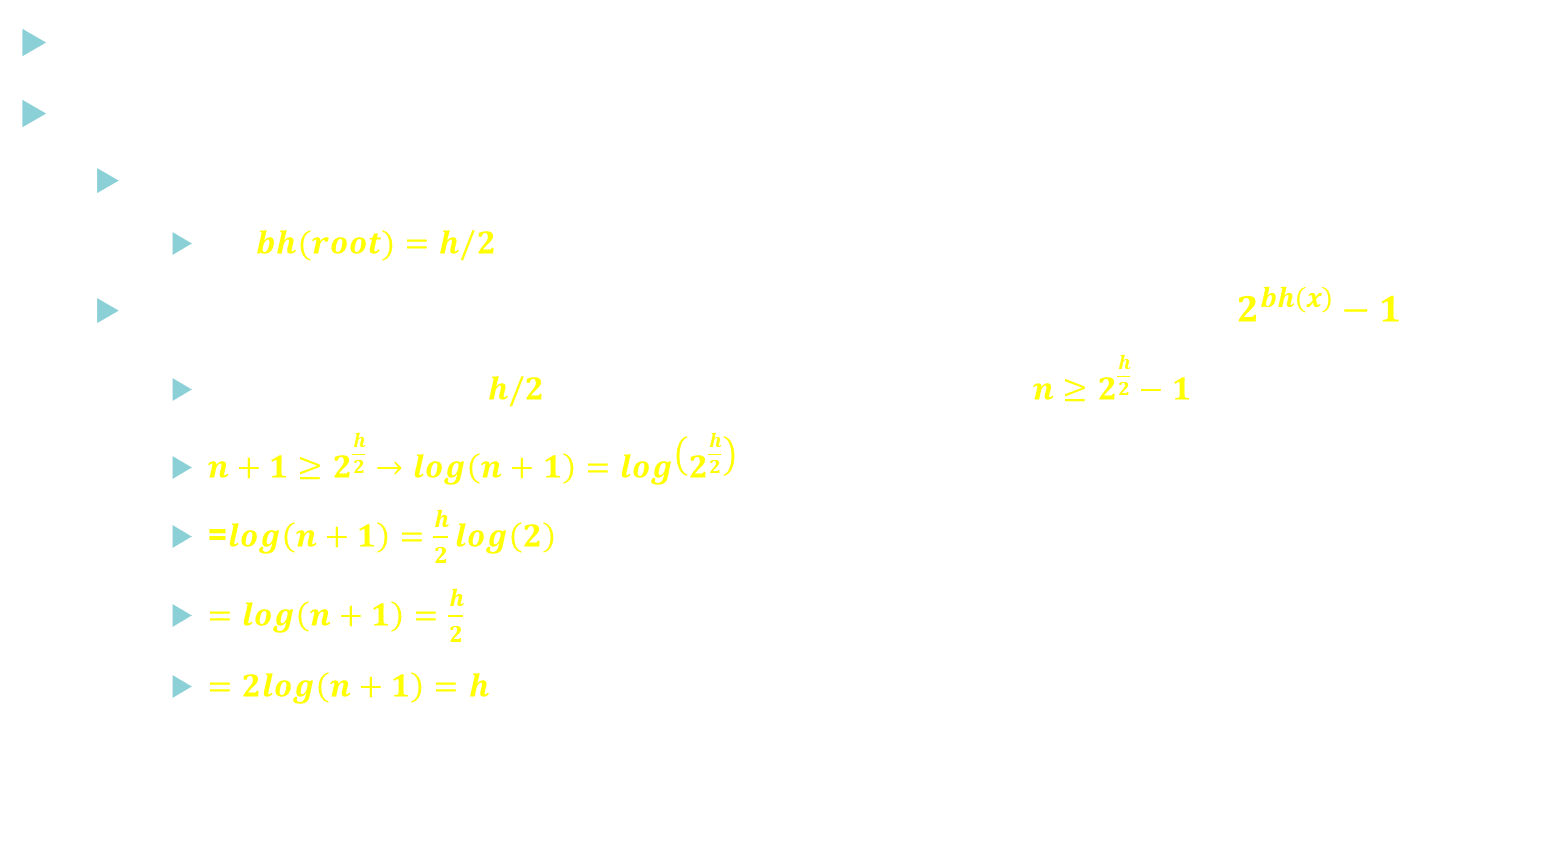 bh(root) = h/2
2^{bh(x)} − 1
h/2 n ≥ 2^{h/2} − 1
n + 1 ≥ 2^{h/2} → log(n + 1) = log^{(2^{h/2})}
=log(n + 1) = h/2 log(2)
= log(n + 1) = h/2
= 2log(n + 1) = h